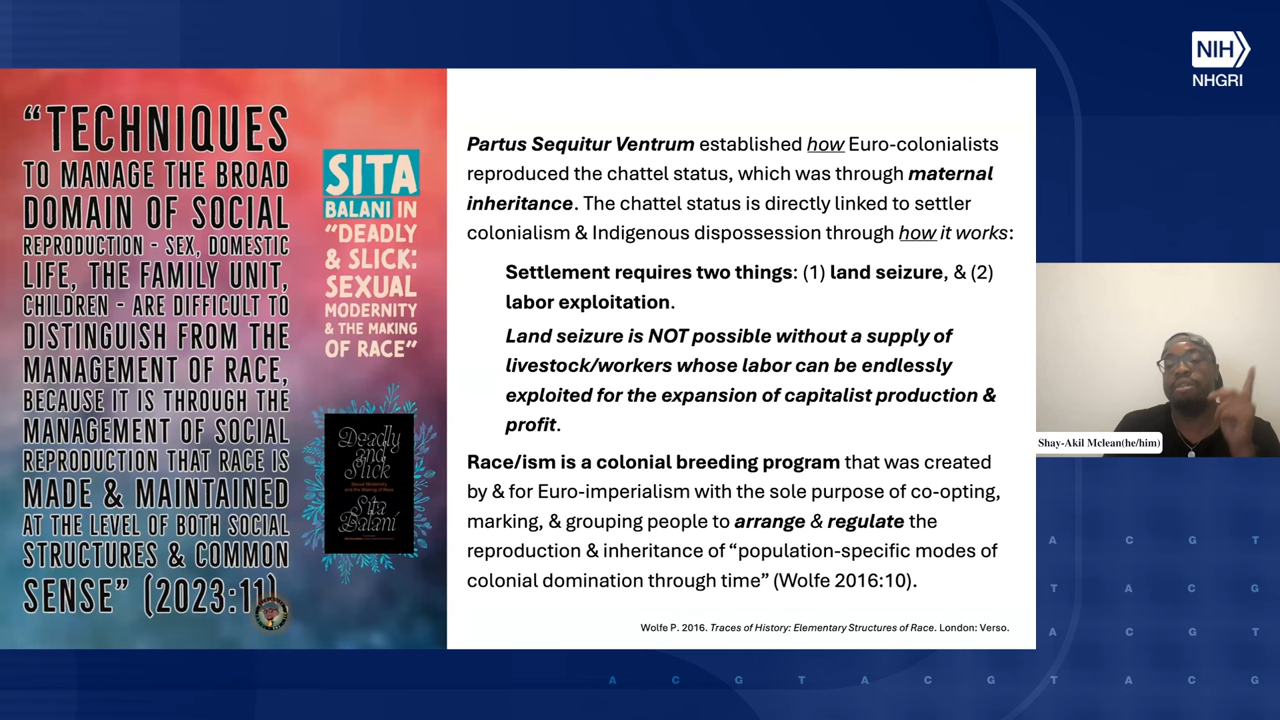 NIH
NHGRI
“TECHNIQUES
TO MANAGE THE BROAD
DOMAIN OF SOCIAL
REPRODUCTION - SEX, DOMESTIC
LIFE, THE FAMILY UNIT,
CHILDREN - ARE DIFFICULT TO
DISTINGUISH FROM THE
MANAGEMENT OF RACE,
BECAUSE IT IS THROUGH THE
MANAGEMENT OF SOCIAL
REPRODUCTION THAT RACE IS
MADE & MAINTAINED
AT THE LEVEL OF BOTH SOCIAL
STRUCTURES & COMMON
SENSE” (2023:11)
SITA
BALANI IN
“DEADLY
& SLICK:
SEXUAL
MODERNITY
& THE MAKING
OF RACE”
Deadly
and
Slick
Sexual Modernity
and the Making of Race
Sita
Balani
Partus Sequitur Ventrum established how Euro-colonialists
reproduced the chattel status, which was through maternal
inheritance. The chattel status is directly linked to settler
colonialism & Indigenous dispossession through how it works:
Settlement requires two things: (1) land seizure, & (2)
labor exploitation.
Land seizure is NOT possible without a supply of
livestock/workers whose labor can be endlessly
exploited for the expansion of capitalist production &
profit.
Race/ism is a colonial breeding program that was created
by & for Euro-imperialism with the sole purpose of co-opting,
marking, & grouping people to arrange & regulate the
reproduction & inheritance of “population-specific modes of
colonial domination through time” (Wolfe 2016:10).
Wolfe P. 2016. Traces of History: Elementary Structures of Race. London: Verso.
Shay-Akil Mclean(he/him)
A C G T
T A C G
A C G T
A C G T A C G T A C G